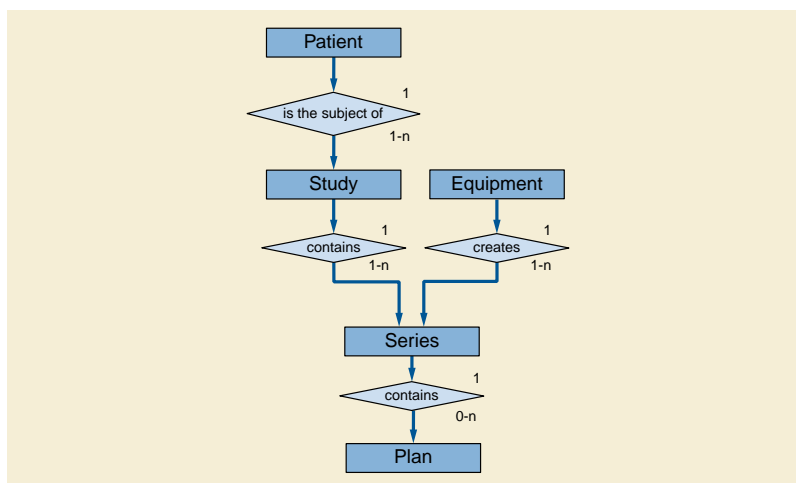 Patient
1
is the subject of
1-n
Study
Equipment
1
contains
1-n
1
creates
1-n
Series
1
contains
0-n
Plan